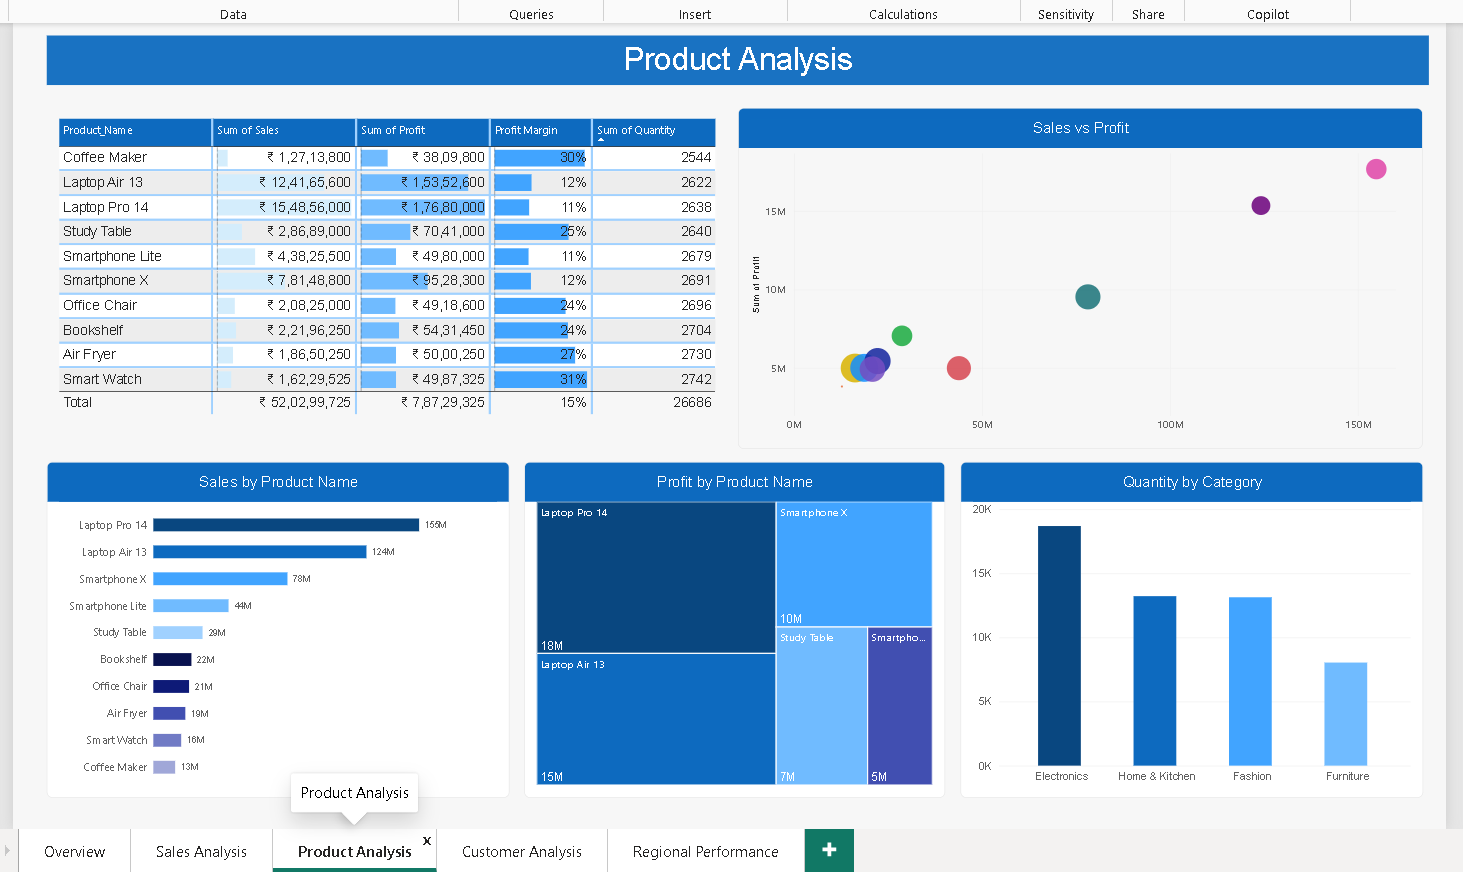 Data Queries Insert Calculations Sensitivity Share Copilot
Product Analysis
Product_Name Sum of Sales Sum of Profit Profit Margin Sum of Quantity
Coffee Maker ₹ 1,27,13,800 ₹ 38,09,800 30% 2544
Laptop Air 13 ₹ 12,41,65,600 ₹ 1,53,52,600 12% 2622
Laptop Pro 14 ₹ 15,48,56,000 ₹ 1,76,80,000 11% 2638
Study Table ₹ 2,86,89,000 ₹ 70,41,000 25% 2640
Smartphone Lite ₹ 4,38,25,500 ₹ 49,80,000 11% 2679
Smartphone X ₹ 7,81,48,800 ₹ 95,28,300 12% 2691
Office Chair ₹ 2,08,25,000 ₹ 49,18,600 24% 2696
Bookshelf ₹ 2,21,96,250 ₹ 54,31,450 24% 2704
Air Fryer ₹ 1,86,50,250 ₹ 50,00,250 27% 2730
Smart Watch ₹ 1,62,29,525 ₹ 49,87,325 31% 2742
Total ₹ 52,02,99,725 ₹ 7,87,29,325 15% 26686
Sales vs Profit
Sum of Profit
15M
10M
5M
0M 50M 100M 150M
Sales by Product Name
Laptop Pro 14 155M
Laptop Air 13 124M
Smartphone X 78M
Smartphone Lite 44M
Study Table 29M
Bookshelf 22M
Office Chair 21M
Air Fryer 19M
Smart Watch 16M
Coffee Maker 13M
Profit by Product Name
Laptop Pro 14
18M
Laptop Air 13
15M
Smartphone X
10M
Study Table
7M
Smartpho...
5M
Quantity by Category
20K
15K
10K
5K
0K
Electronics Home & Kitchen Fashion Furniture
Product Analysis
Overview Sales Analysis Product Analysis x Customer Analysis Regional Performance +